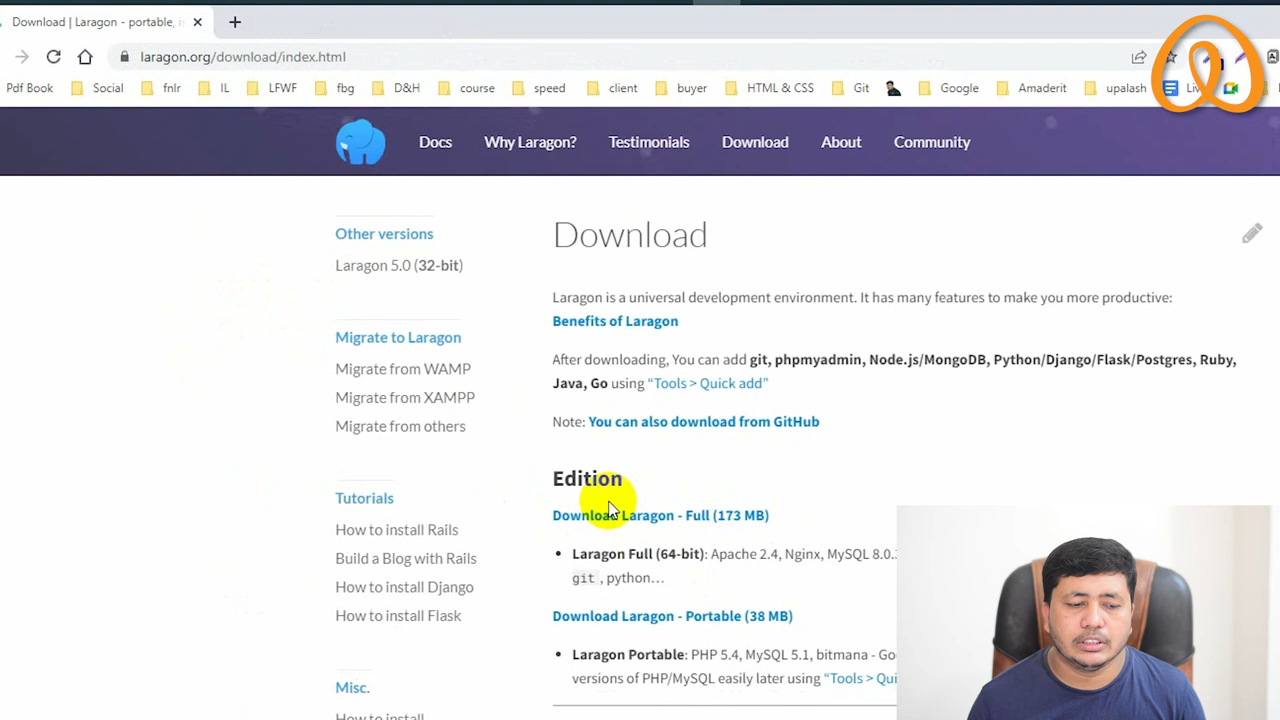 Download | Laragon - portable, is
laragon.org/download/index.html
Pdf Book Social fnlr IL LFWF fbg D&H course speed client buyer HTML & CSS Git Google Amaderit upalash
Docs Why Laragon? Testimonials Download About Community
Other versions
Laragon 5.0 (32-bit)
Migrate to Laragon
Migrate from WAMP
Migrate from XAMPP
Migrate from others
Tutorials
How to install Rails
Build a Blog with Rails
How to install Django
How to install Flask
Misc.
How to install
Download
Laragon is a universal development environment. It has many features to make you more productive:
Benefits of Laragon
After downloading, You can add git, phpmyadmin, Node.js/MongoDB, Python/Django/Flask/Postgres, Ruby,
Java, Go using “Tools > Quick add”
Note: You can also download from GitHub
Edition
Download Laragon - Full (173 MB)
Laragon Full (64-bit): Apache 2.4, Nginx, MySQL 8.0.
git , python…
Download Laragon - Portable (38 MB)
Laragon Portable: PHP 5.4, MySQL 5.1, bitmana - Go
versions of PHP/MySQL easily later using “Tools > Qui